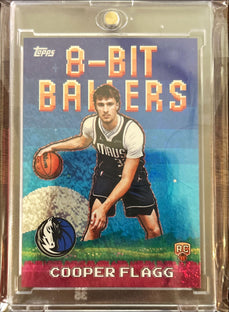 Topps
8-BIT
BALLERS
MAVS
RC
COOPER FLAGG